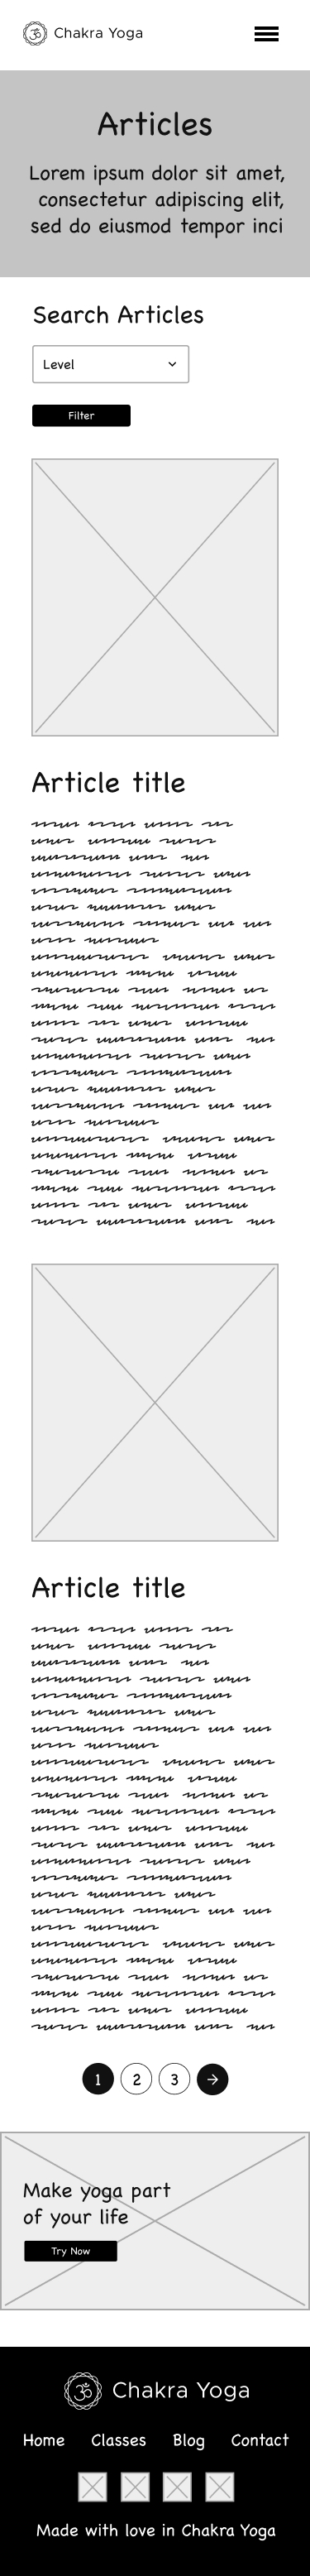 Chakra Yoga
Articles
Lorem ipsum dolor sit amet,
consectetur adipiscing elit,
sed do eiusmod tempor inci
Search Articles
Level
Filter
Article title
Article title
1 2 3
Make yoga part
of your life
Try Now
Chakra Yoga
Home Classes Blog Contact
Made with love in Chakra Yoga